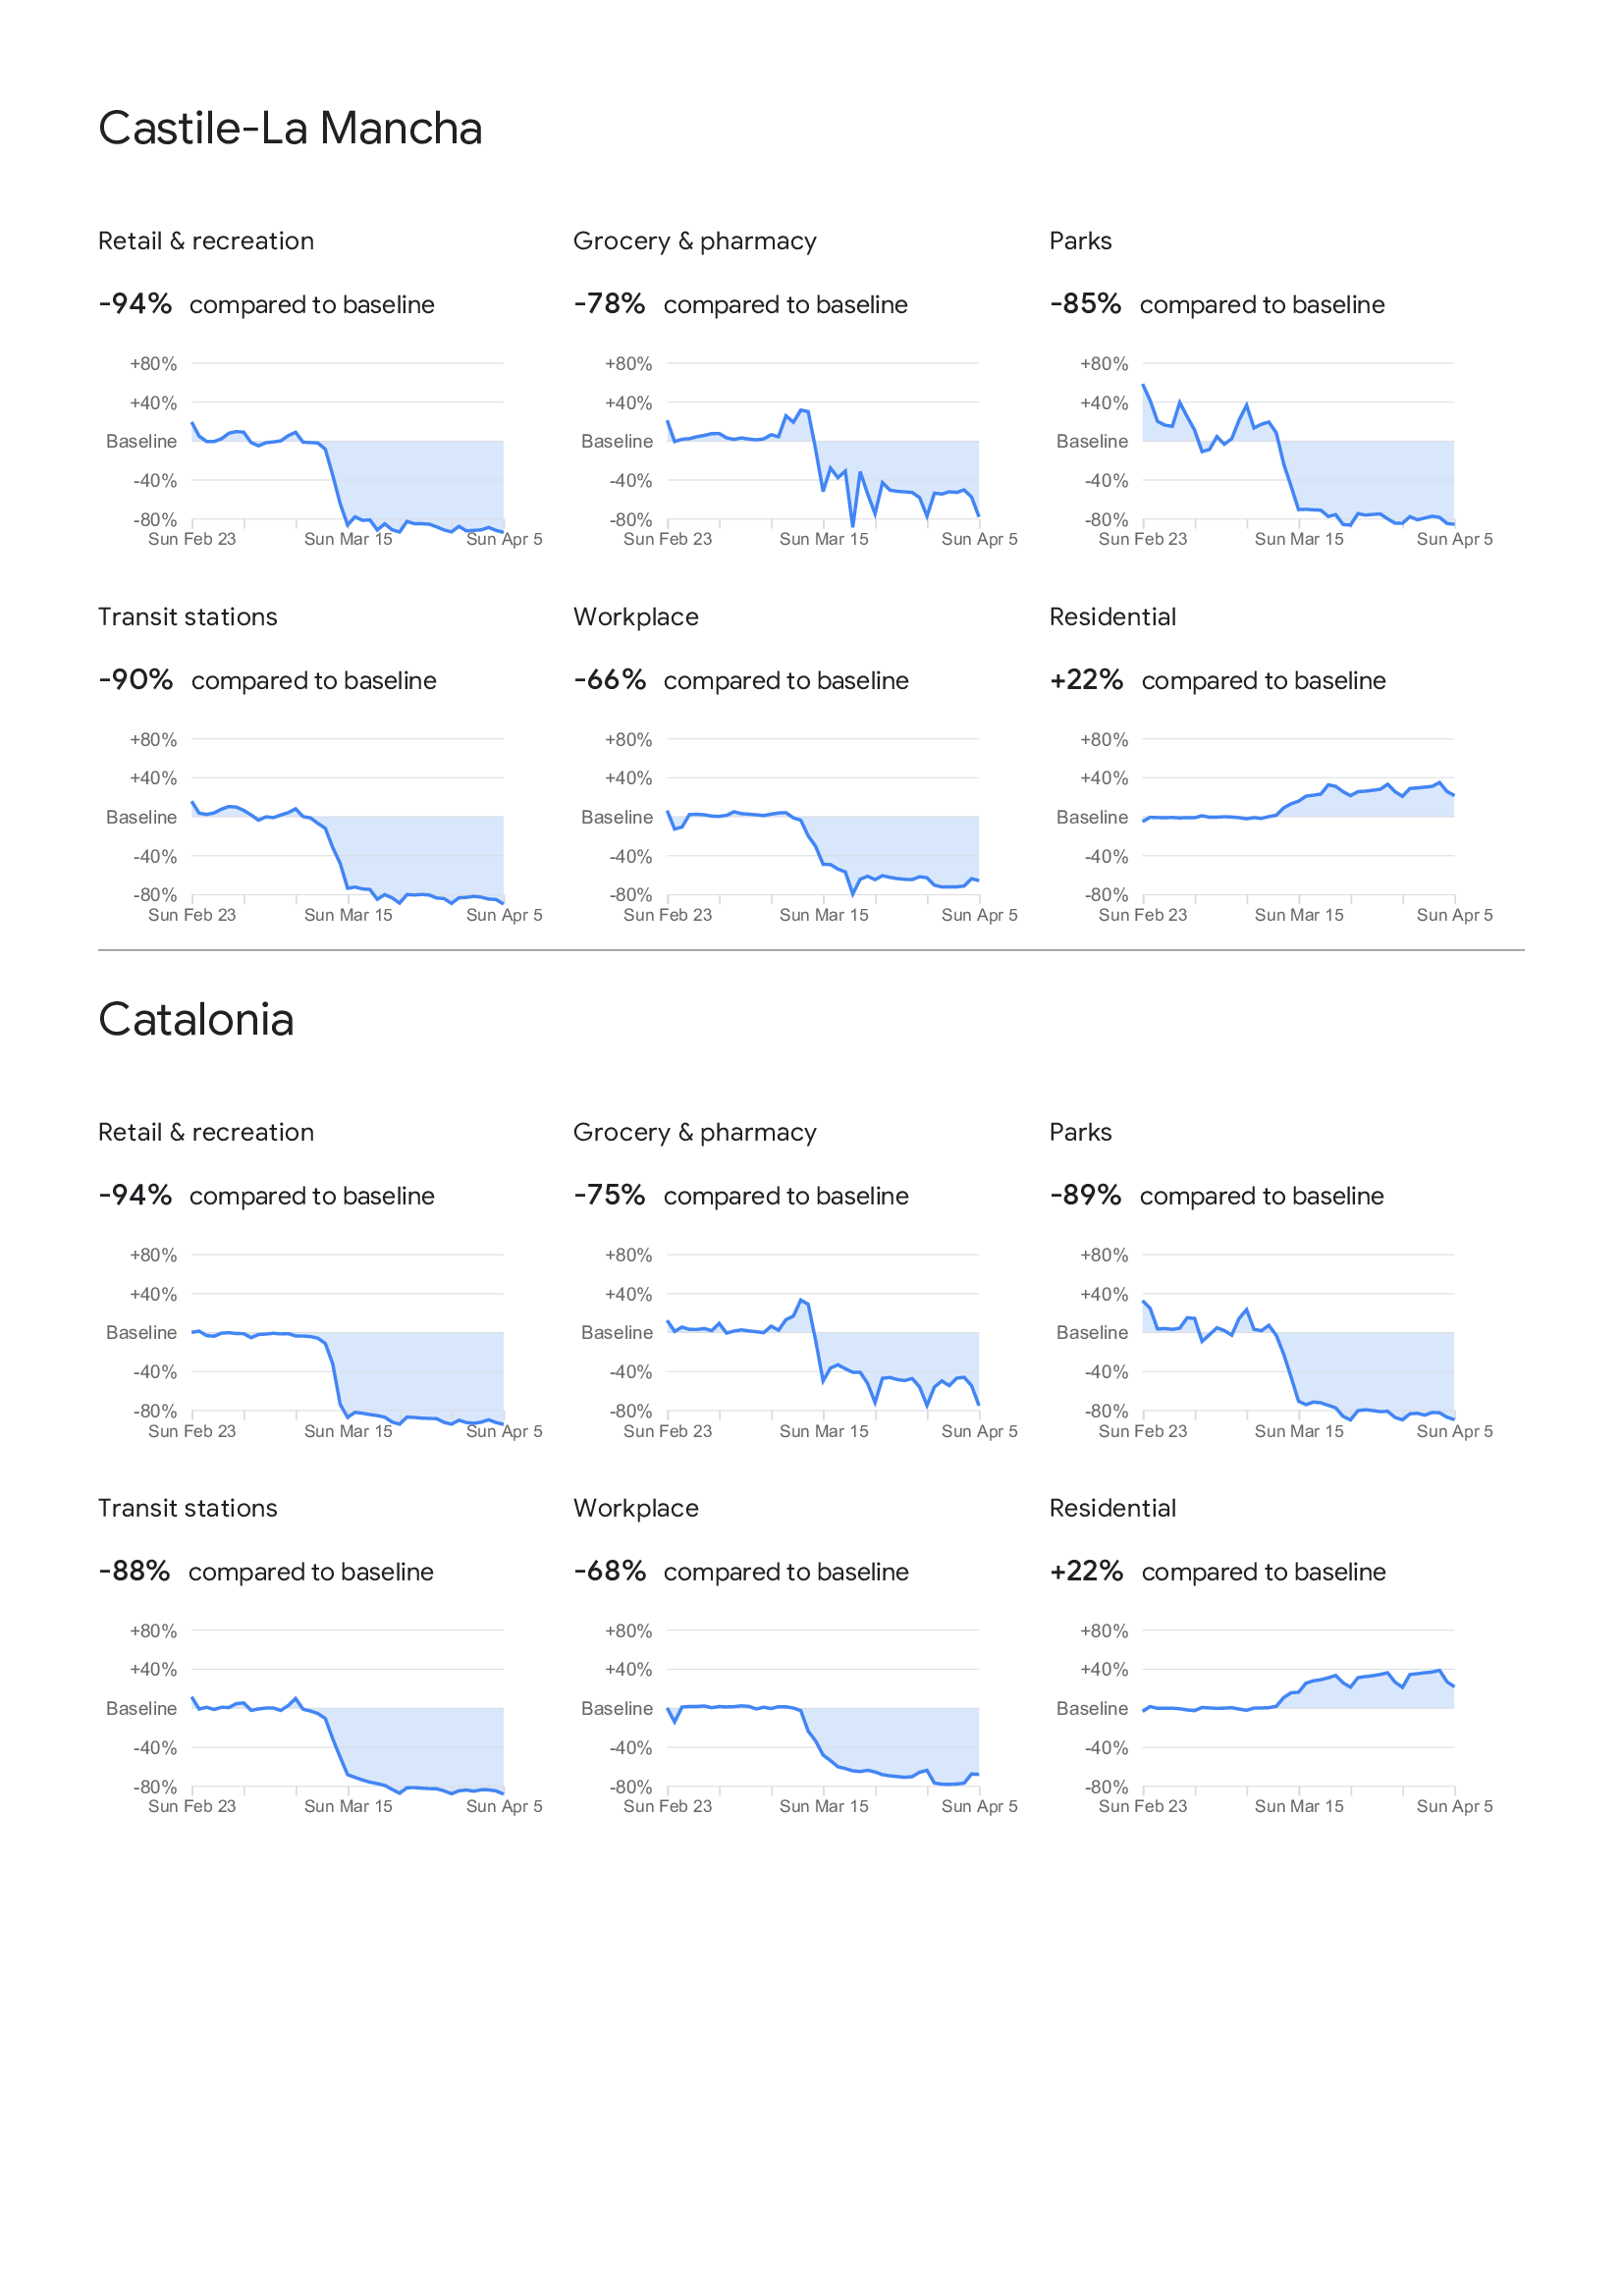 Castile-La Mancha
Retail & recreation
-94% compared to baseline
+80%
+40%
Baseline
-40%
-80%
Sun Feb 23 Sun Mar 15 Sun Apr 5
Grocery & pharmacy
-78% compared to baseline
+80%
+40%
Baseline
-40%
-80%
Sun Feb 23 Sun Mar 15 Sun Apr 5
Parks
-85% compared to baseline
+80%
+40%
Baseline
-40%
-80%
Sun Feb 23 Sun Mar 15 Sun Apr 5
Transit stations
-90% compared to baseline
+80%
+40%
Baseline
-40%
-80%
Sun Feb 23 Sun Mar 15 Sun Apr 5
Workplace
-66% compared to baseline
+80%
+40%
Baseline
-40%
-80%
Sun Feb 23 Sun Mar 15 Sun Apr 5
Residential
+22% compared to baseline
+80%
+40%
Baseline
-40%
-80%
Sun Feb 23 Sun Mar 15 Sun Apr 5
Catalonia
Retail & recreation
-94% compared to baseline
+80%
+40%
Baseline
-40%
-80%
Sun Feb 23 Sun Mar 15 Sun Apr 5
Grocery & pharmacy
-75% compared to baseline
+80%
+40%
Baseline
-40%
-80%
Sun Feb 23 Sun Mar 15 Sun Apr 5
Parks
-89% compared to baseline
+80%
+40%
Baseline
-40%
-80%
Sun Feb 23 Sun Mar 15 Sun Apr 5
Transit stations
-88% compared to baseline
+80%
+40%
Baseline
-40%
-80%
Sun Feb 23 Sun Mar 15 Sun Apr 5
Workplace
-68% compared to baseline
+80%
+40%
Baseline
-40%
-80%
Sun Feb 23 Sun Mar 15 Sun Apr 5
Residential
+22% compared to baseline
+80%
+40%
Baseline
-40%
-80%
Sun Feb 23 Sun Mar 15 Sun Apr 5